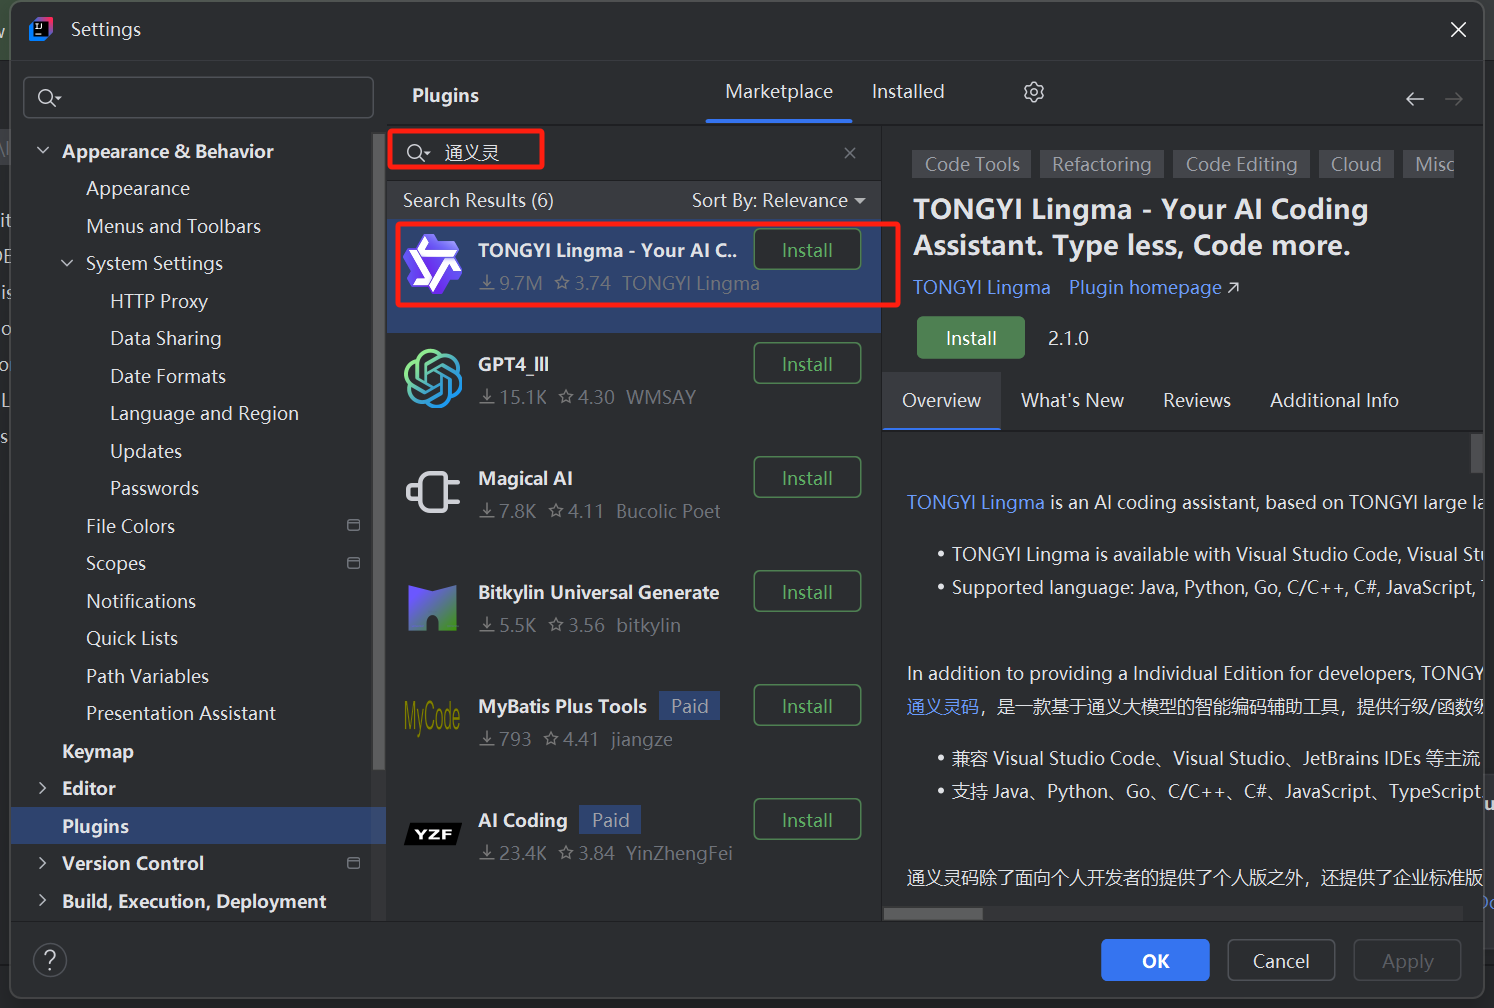 Settings
Plugins
Marketplace
Installed
Appearance & Behavior
Appearance
Menus and Toolbars
System Settings
HTTP Proxy
Data Sharing
Date Formats
Language and Region
Updates
Passwords
File Colors
Scopes
Notifications
Quick Lists
Path Variables
Presentation Assistant
Keymap
Editor
Plugins
Version Control
Build, Execution, Deployment
通义灵
Search Results (6)
Sort By: Relevance
TONGYI Lingma - Your AI C..
Install
9.7M 3.74 TONGYI Lingma
GPT4_lll
Install
15.1K 4.30 WMSAY
Magical AI
Install
7.8K 4.11 Bucolic Poet
Bitkylin Universal Generate
Install
5.5K 3.56 bitkylin
MyCode
MyBatis Plus Tools Paid
Install
793 4.41 jiangze
YZF
AI Coding Paid
Install
23.4K 3.84 YinZhengFei
Code Tools Refactoring Code Editing Cloud Misc
TONGYI Lingma - Your AI Coding
Assistant. Type less, Code more.
TONGYI Lingma Plugin homepage
Install 2.1.0
Overview What's New Reviews Additional Info
TONGYI Lingma is an AI coding assistant, based on TONGYI large la
• TONGYI Lingma is available with Visual Studio Code, Visual Stu
• Supported language: Java, Python, Go, C/C++, C#, JavaScript,
In addition to providing a Individual Edition for developers, TONGY
通义灵码，是一款基于通义大模型的智能编码辅助工具，提供行级/函数级
• 兼容 Visual Studio Code、Visual Studio、JetBrains IDEs 等主流
• 支持 Java、Python、Go、C/C++、C#、JavaScript、TypeScript
通义灵码除了面向个人开发者的提供了个人版之外，还提供了企业标准版
?
OK
Cancel
Apply